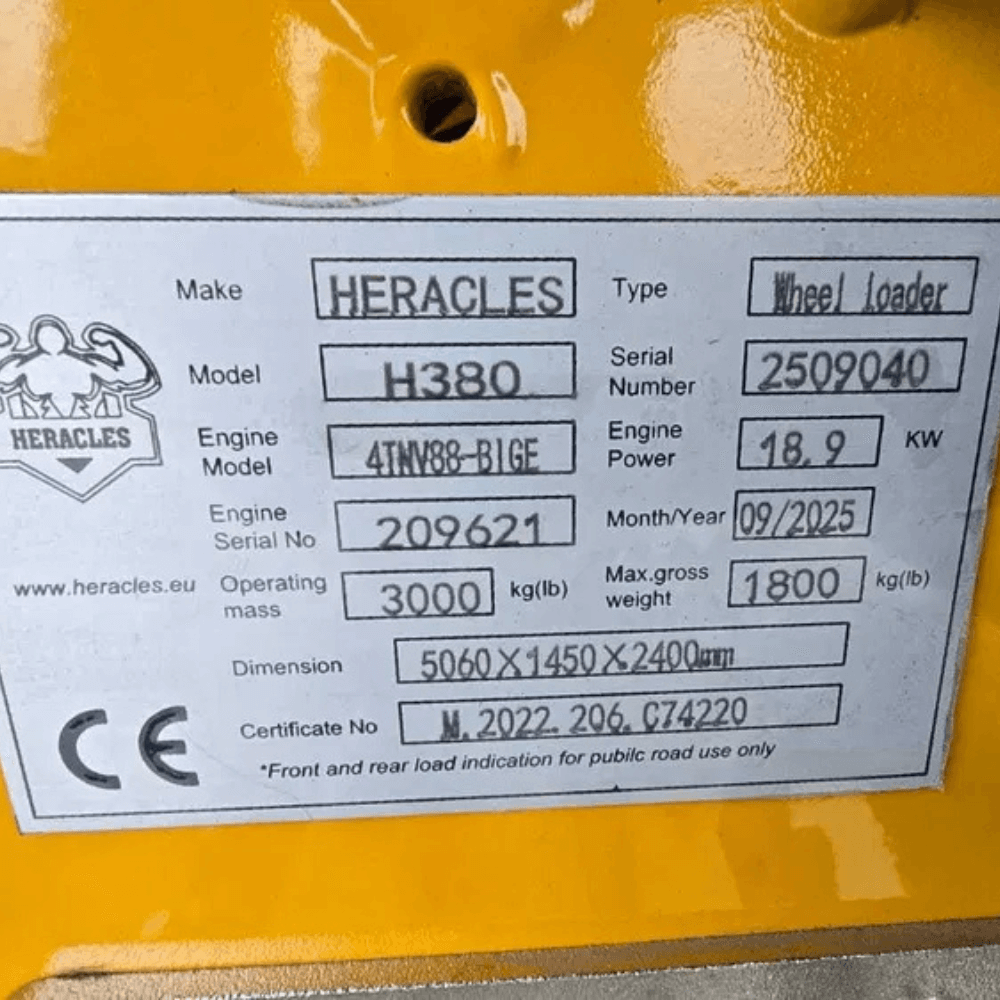 Make HERACLES Type Wheel Loader
Model H380 Serial Number 2509040
HERACLES
Engine Model 4TNV88-B1GE Engine Power 18.9 KW
Engine Serial No 209621 Month/Year 09/2025
www.heracles.eu
Operating mass 3000 kg(lb) Max.gross weight 1800 kg(lb)
Dimension 5060X1450X2400mm
CE
Certificate No M.2022.206.C74220
*Front and rear load indication for pubilc road use only